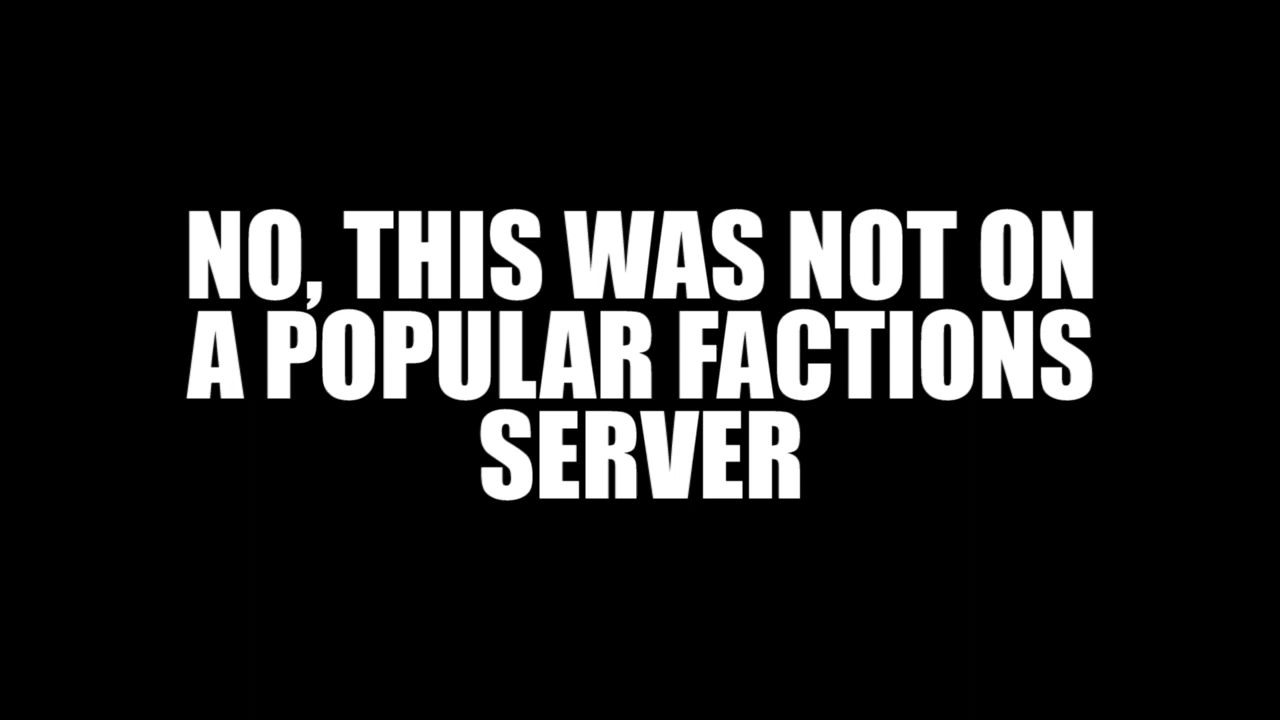 NO, THIS WAS NOT ON
A POPULAR FACTIONS
SERVER